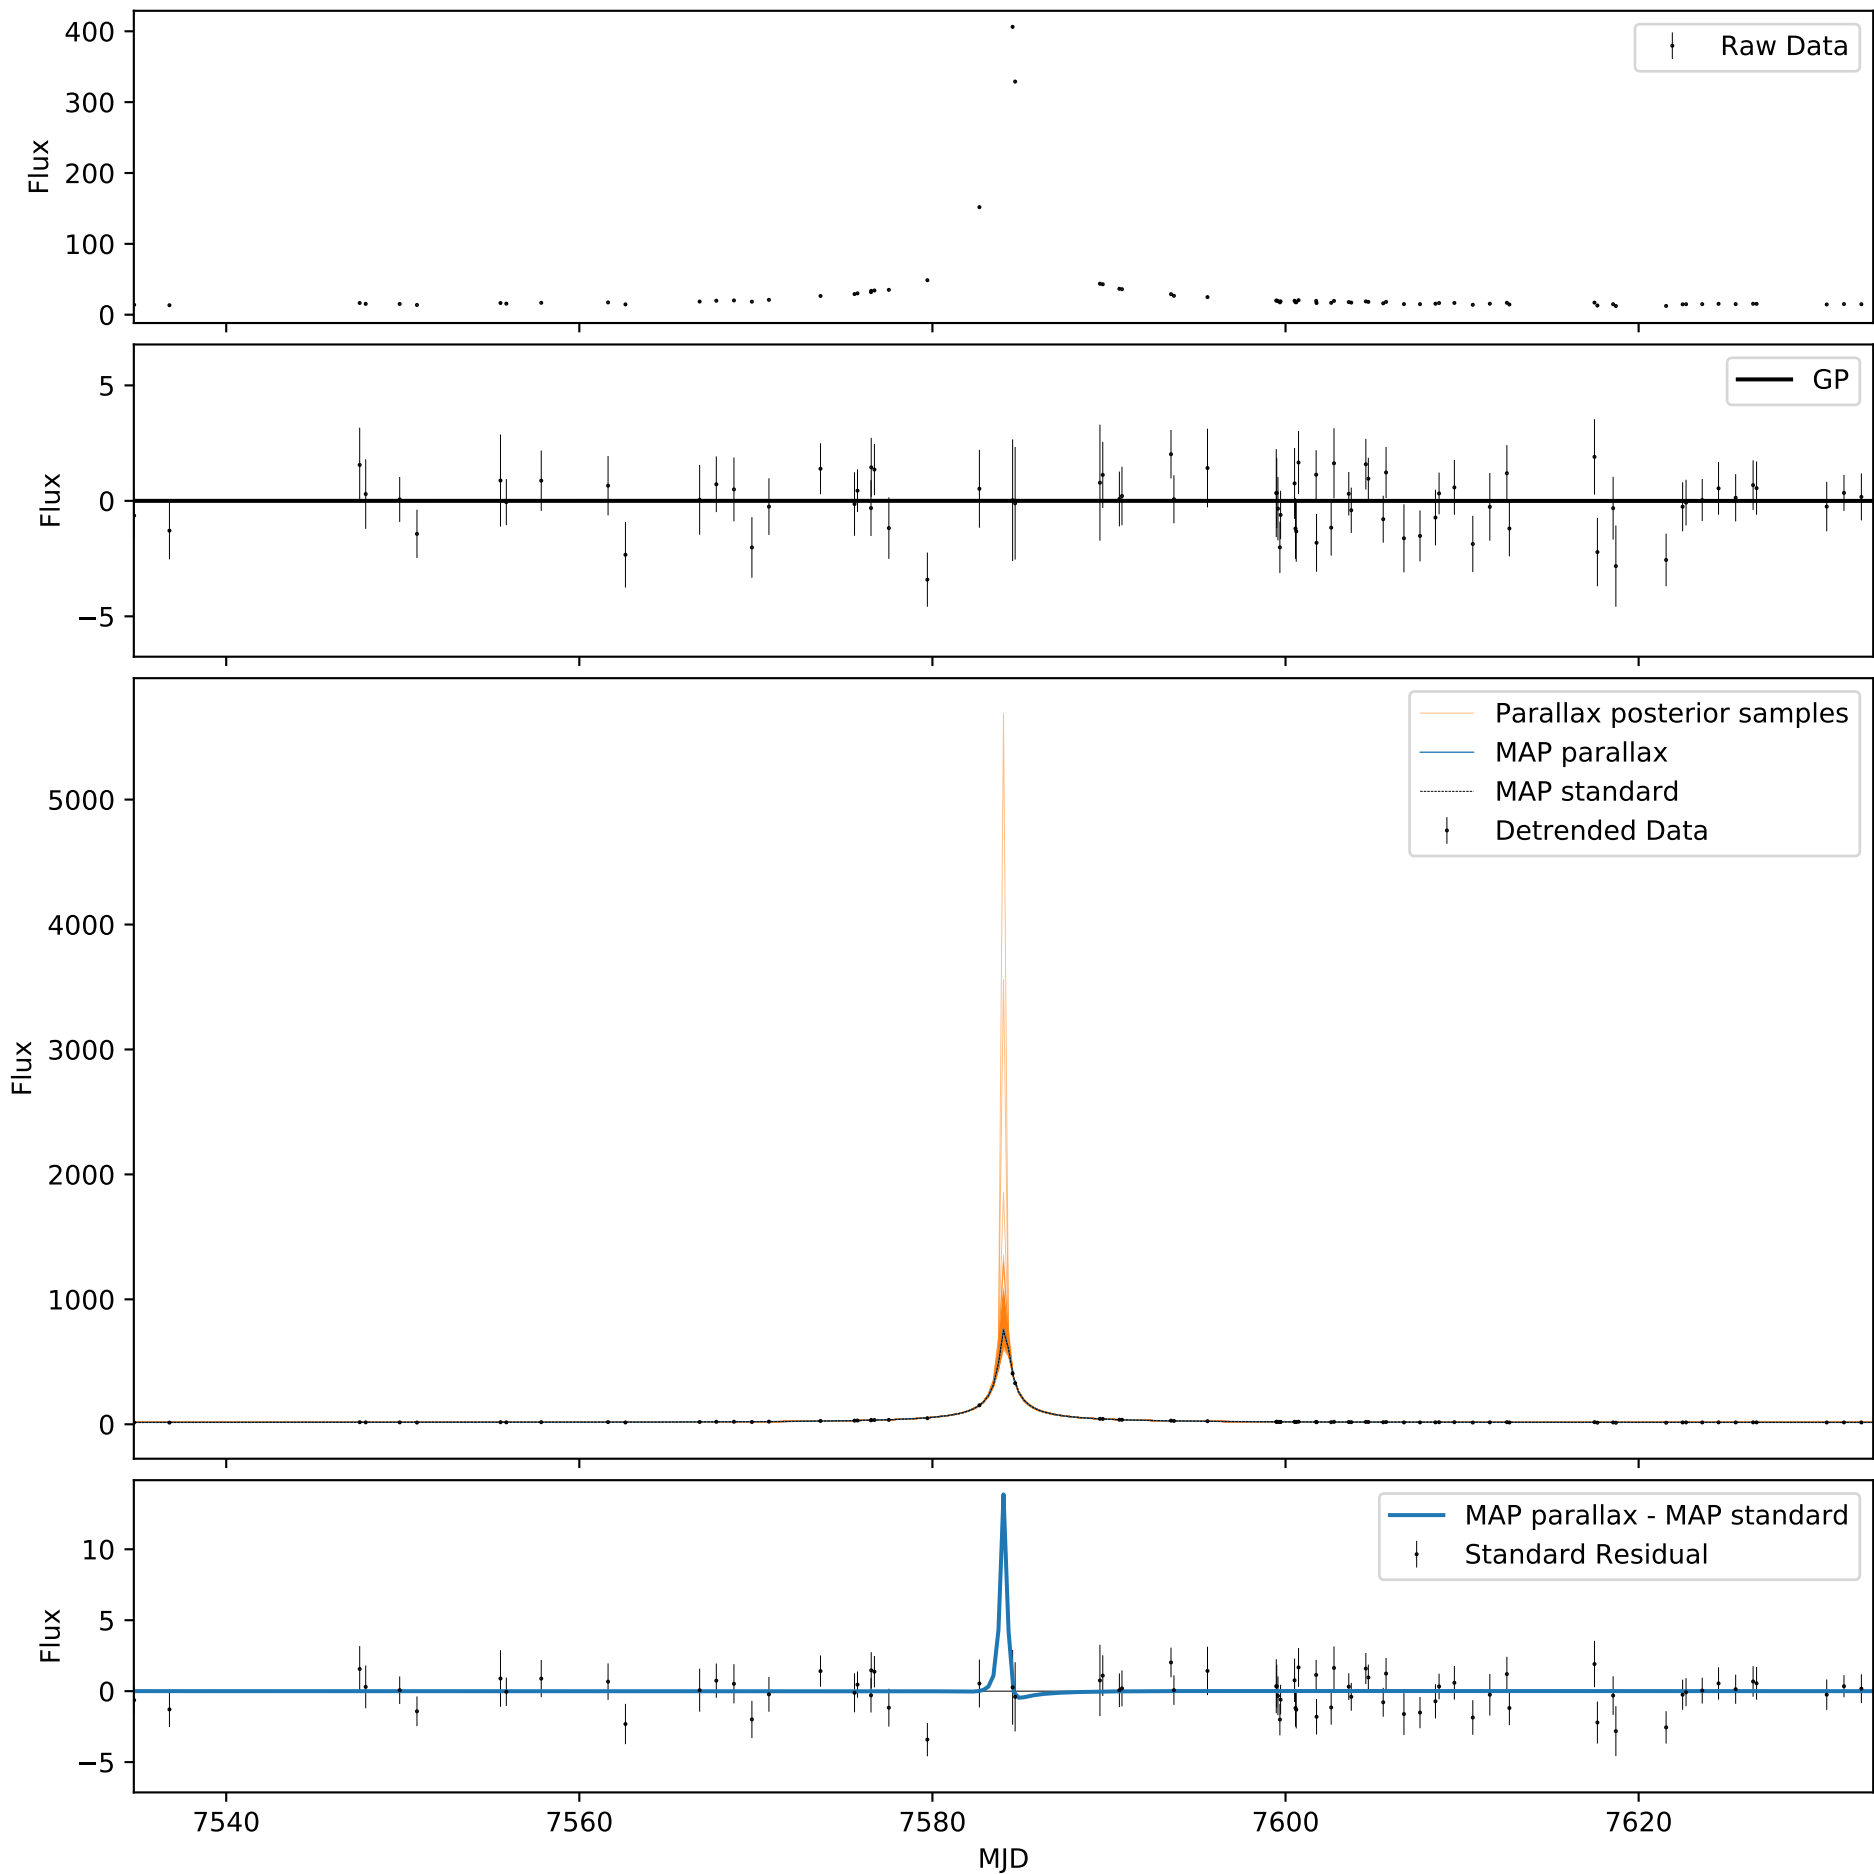 400
300
200
100
0
Flux
Raw Data
5
0
−5
Flux
GP
5000
4000
3000
2000
1000
0
Flux
Parallax posterior samples
MAP parallax
MAP standard
Detrended Data
10
5
0
−5
Flux
MAP parallax - MAP standard
Standard Residual
7540 7560 7580 7600 7620
MJD